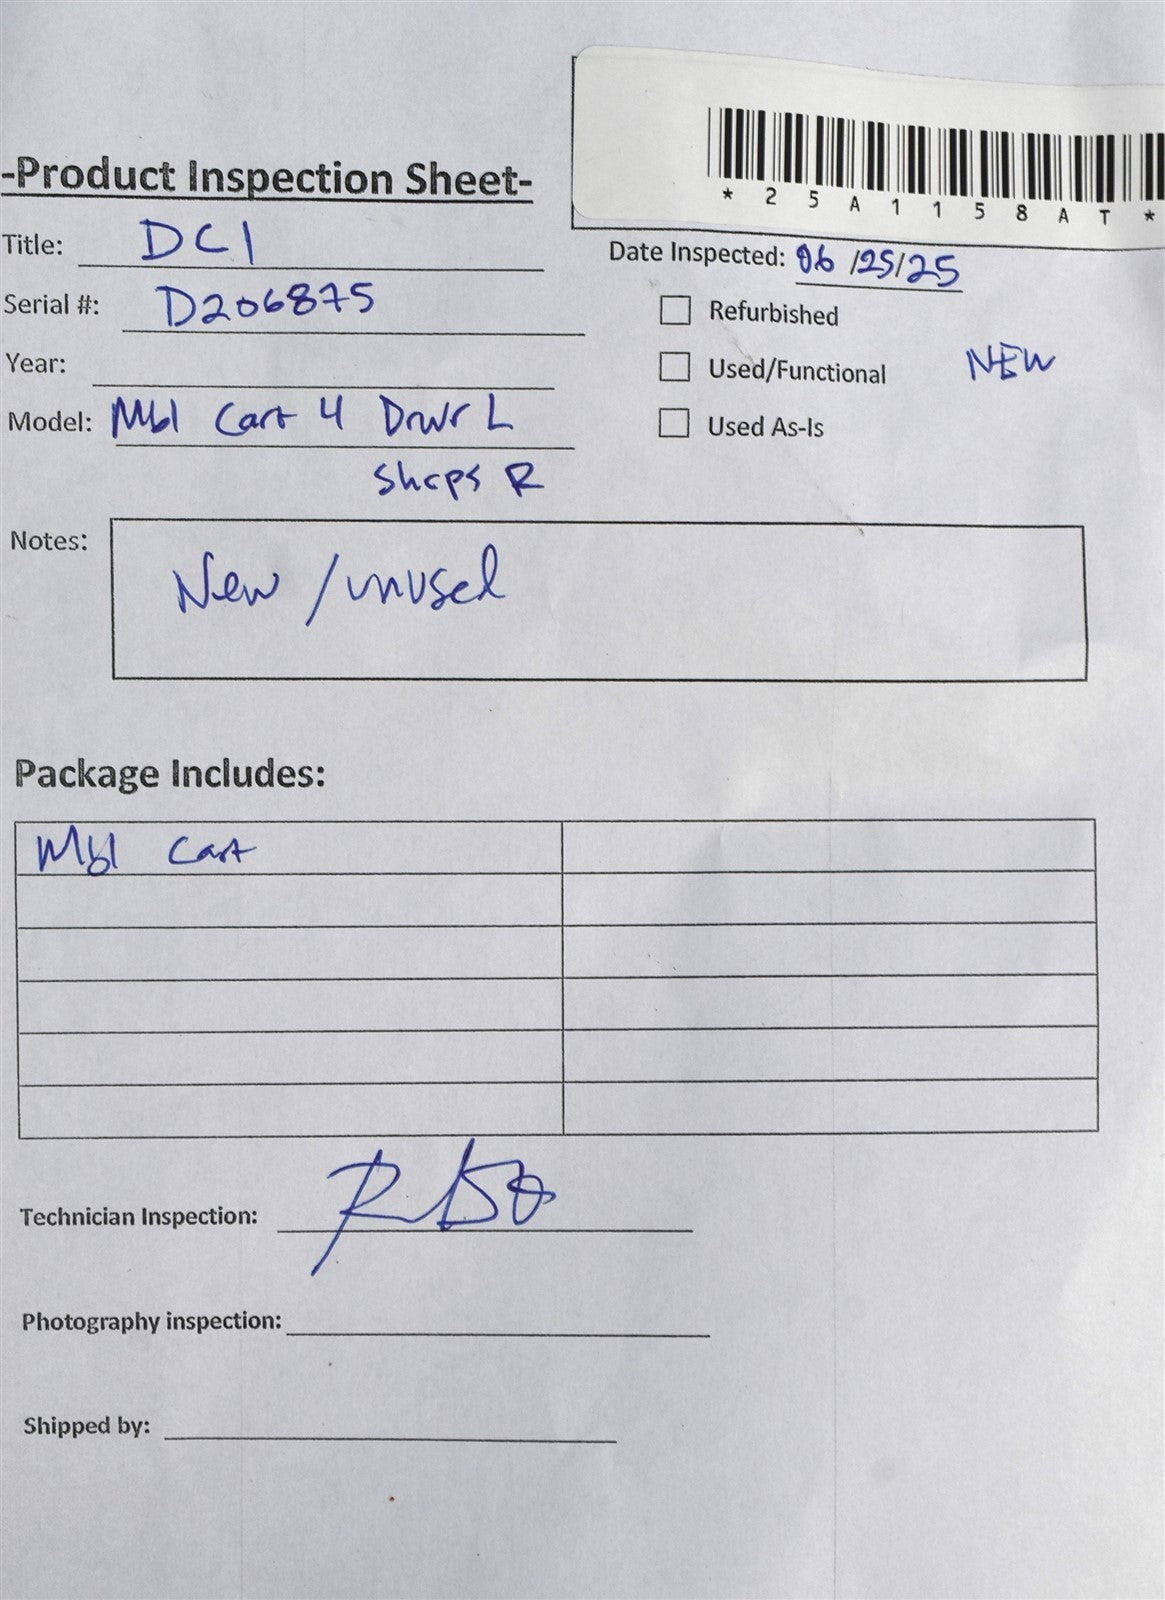 *25A1158AT*
-Product Inspection Sheet-
Title: DCI
Date Inspected: 06/25/25
Serial #: D206875
Refurbished
Year:
Used/Functional NEW
Model: Mbl Cart 4 Drwr L
Used As-Is
Shcps R
Notes:
New/unused
Package Includes:
Mbl Cart
Technician Inspection:
Photography inspection:
Shipped by: